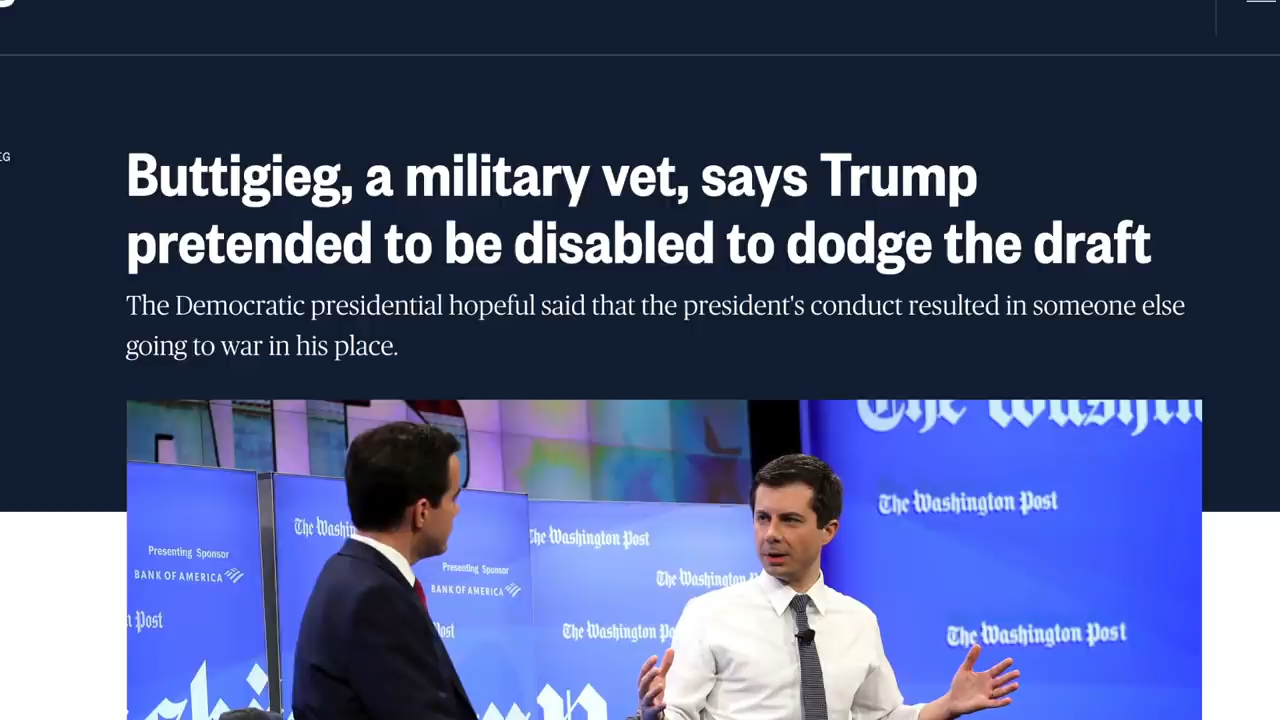 EG
Buttigieg, a military vet, says Trump
pretended to be disabled to dodge the draft
The Democratic presidential hopeful said that the president's conduct resulted in someone else
going to war in his place.
The Washington Post
The Washington Post
Presenting Sponsor
BANK OF AMERICA
Presenting Sponsor
BANK OF AMERICA
The Washington Post
Post
Post
The Washington Post